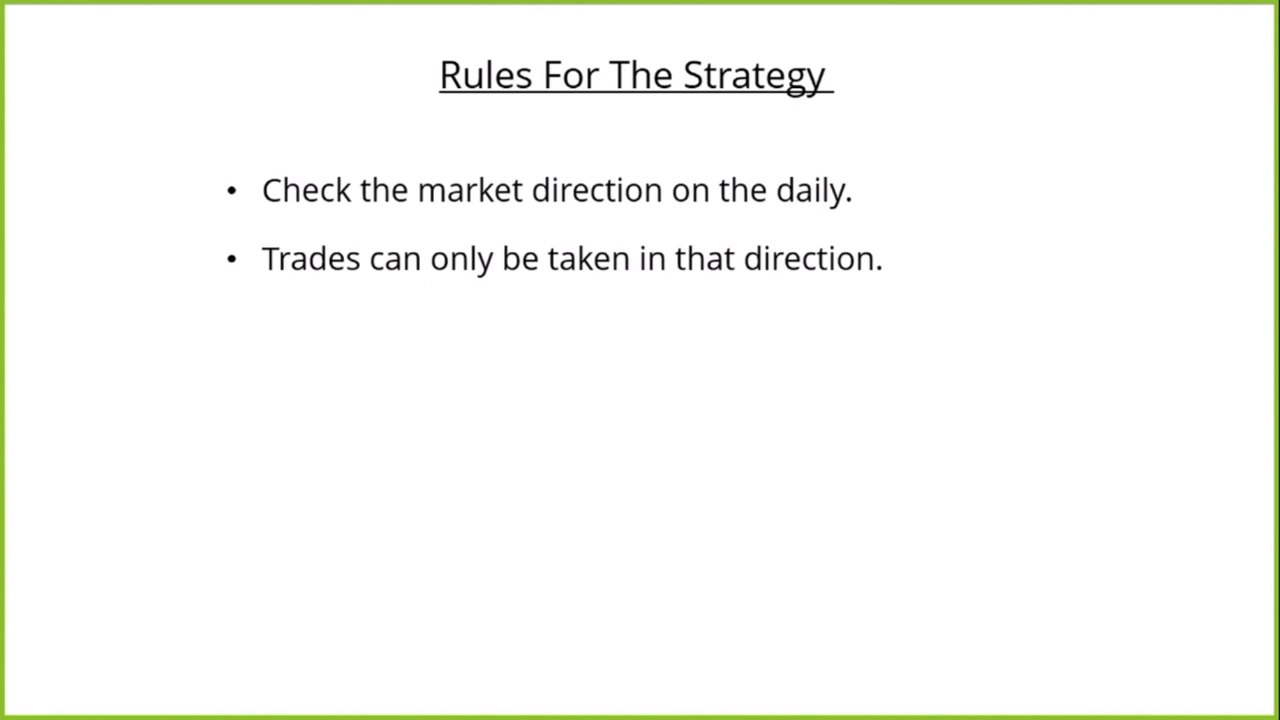 Rules For The Strategy
• Check the market direction on the daily.
• Trades can only be taken in that direction.